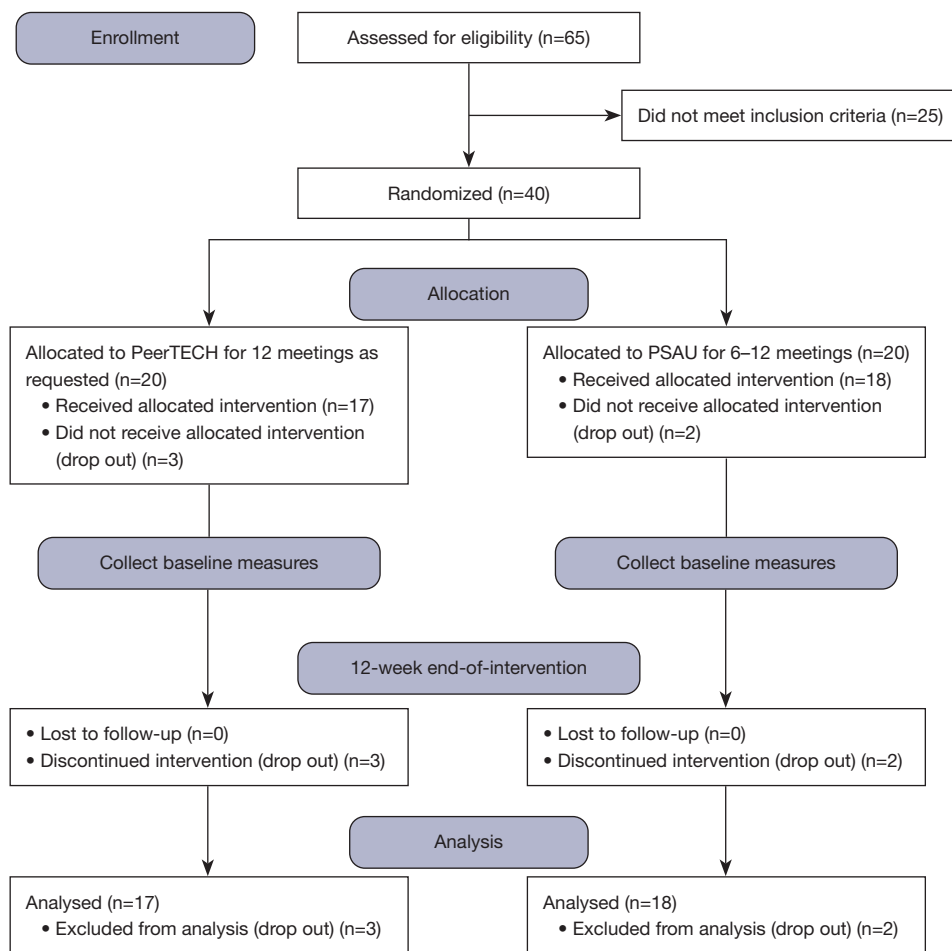 Enrollment
Assessed for eligibility (n=65)
Did not meet inclusion criteria (n=25)
Randomized (n=40)
Allocation
Allocated to PeerTECH for 12 meetings as
requested (n=20)
• Received allocated intervention (n=17)
• Did not receive allocated intervention
(drop out) (n=3)
Allocated to PSAU for 6–12 meetings (n=20)
• Received allocated intervention (n=18)
• Did not receive allocated intervention
(drop out) (n=2)
Collect baseline measures
Collect baseline measures
12-week end-of-intervention
• Lost to follow-up (n=0)
• Discontinued intervention (drop out) (n=3)
• Lost to follow-up (n=0)
• Discontinued intervention (drop out) (n=2)
Analysis
Analysed (n=17)
• Excluded from analysis (drop out) (n=3)
Analysed (n=18)
• Excluded from analysis (drop out) (n=2)